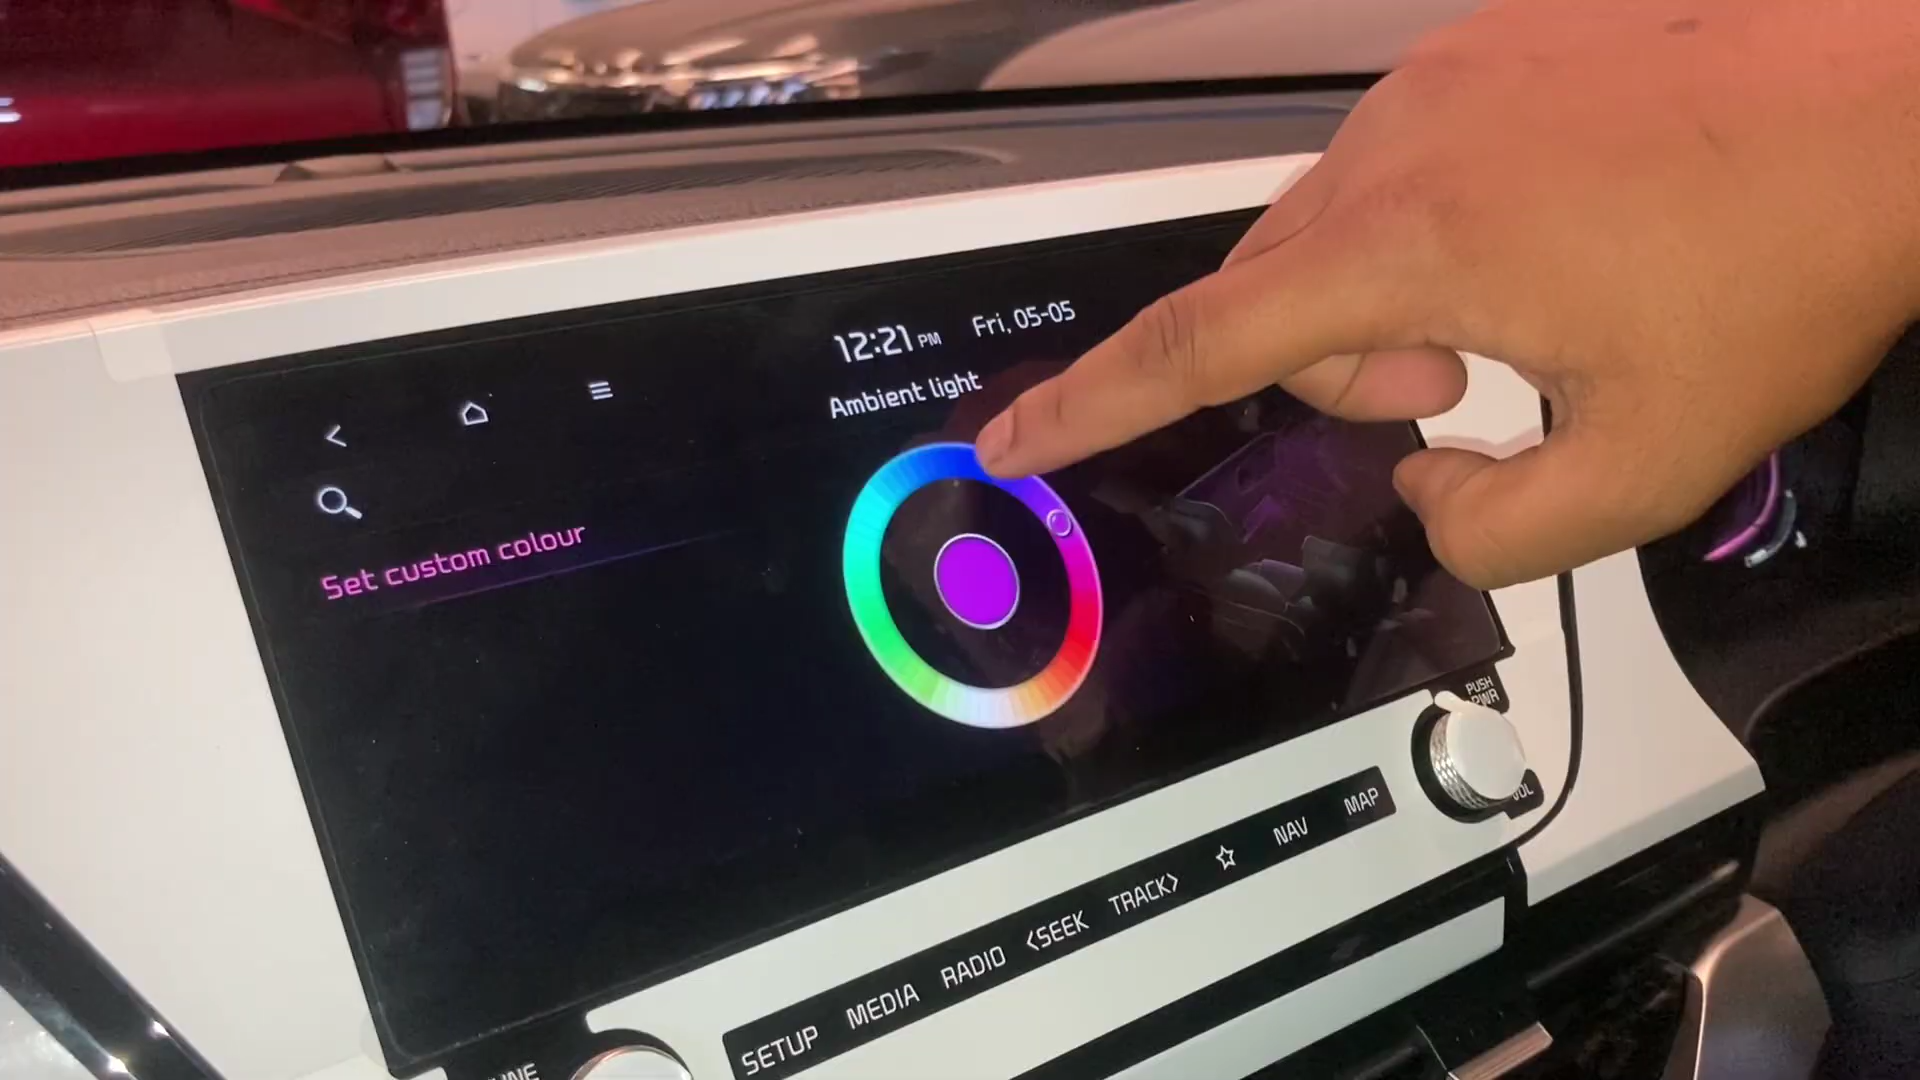 12:21 PM Fri, 05-05
Ambient light
Set custom colour
PUSH
PWR
VOL
SETUP MEDIA RADIO <SEEK TRACK> ☆ NAV MAP